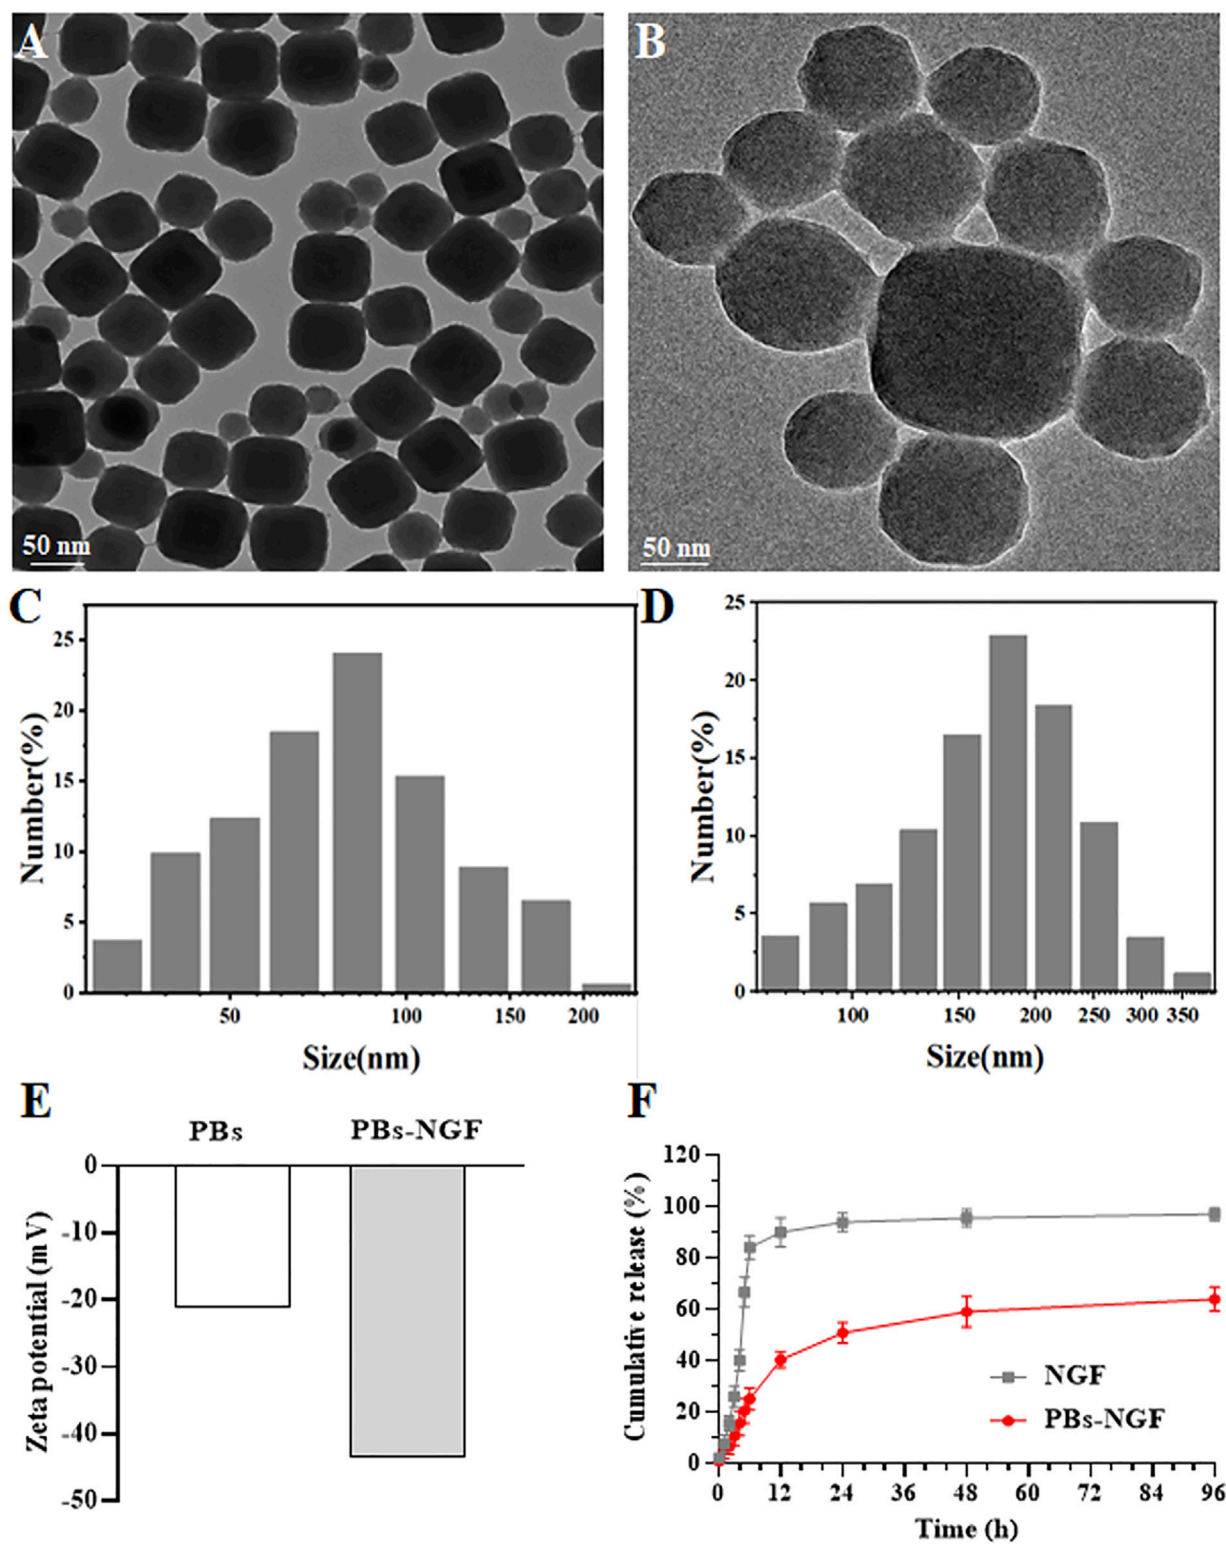 A
B
50 nm
50 nm
C
D
25
20
15
10
5
0
Number(%)
50
100
150
200
Size(nm)
25
20
15
10
5
0
Number(%)
100
150
200
250
300
350
Size(nm)
E
F
PBs
PBs-NGF
0
-10
-20
-30
-40
-50
Zeta potential (mV)
120
100
80
60
40
20
0
Cumulative release (%)
NGF
PBs-NGF
0
12
24
36
48
60
72
84
96
Time (h)